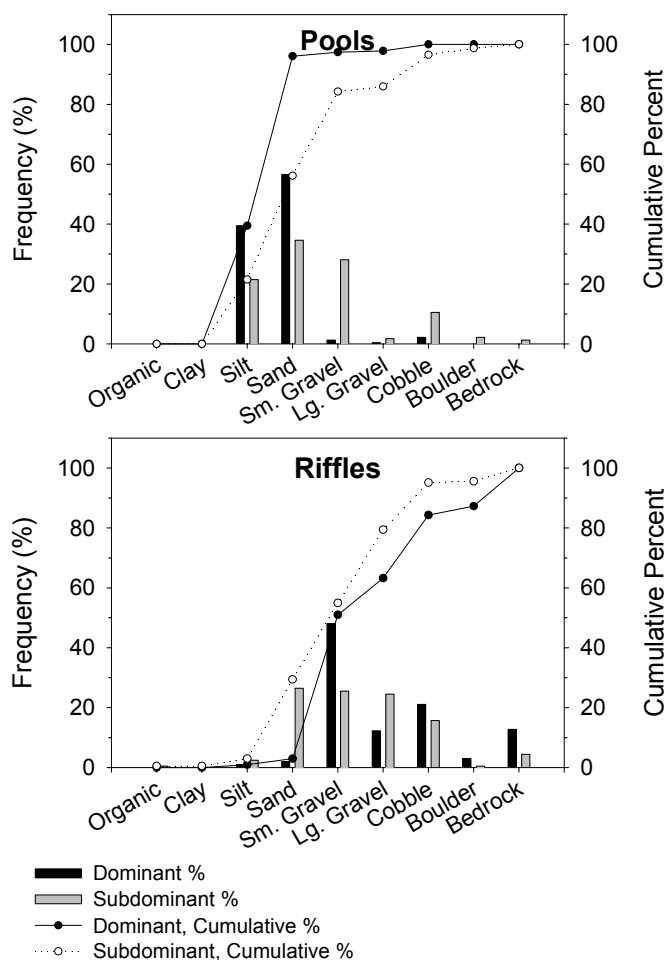 Pools
Frequency (%)
Cumulative Percent
100
80
60
40
20
0
100
80
60
40
20
0
Organic
Clay
Silt
Sand
Sm. Gravel
Lg. Gravel
Cobble
Boulder
Bedrock
Riffles
Frequency (%)
Cumulative Percent
100
80
60
40
20
0
100
80
60
40
20
0
Organic
Clay
Silt
Sand
Sm. Gravel
Lg. Gravel
Cobble
Boulder
Bedrock
Dominant %
Subdominant %
Dominant, Cumulative %
Subdominant, Cumulative %